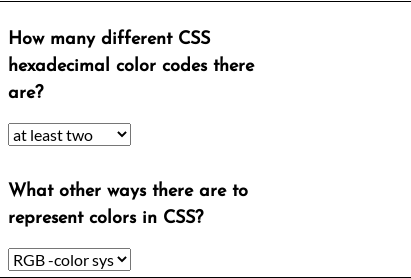 How many different CSS
hexadecimal color codes there
are?
at least two
What other ways there are to
represent colors in CSS?
RGB -color sys